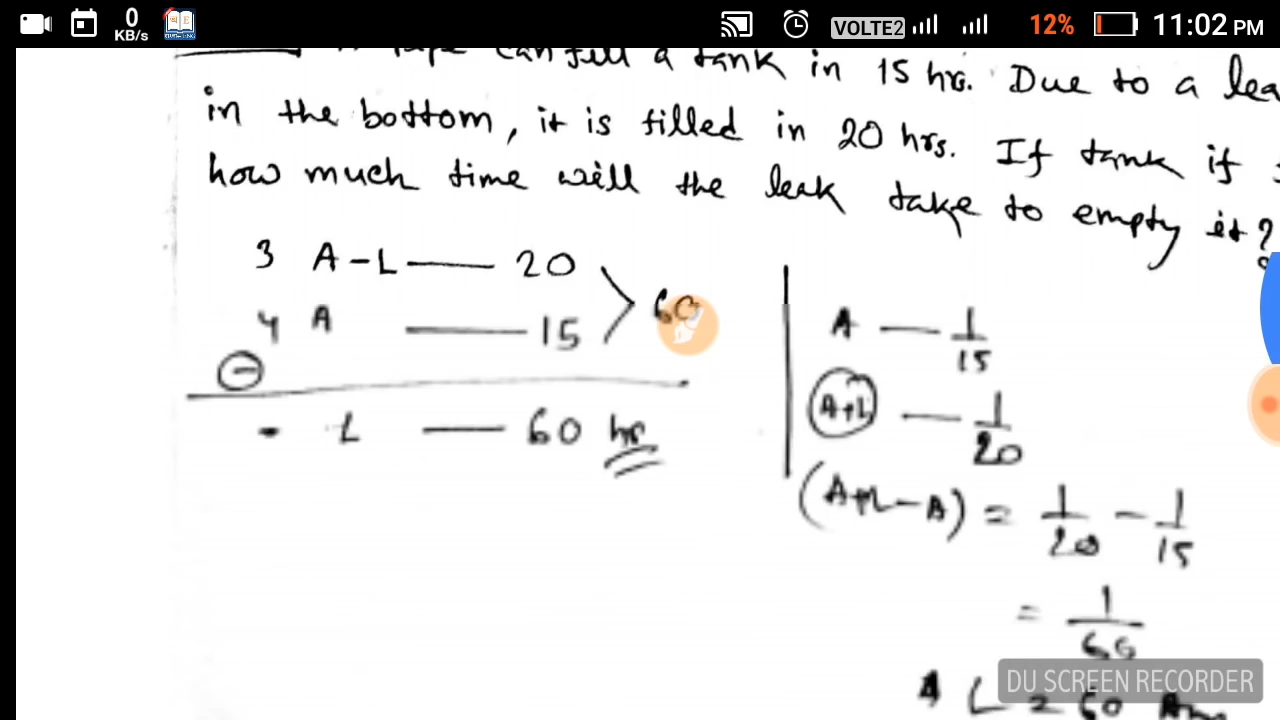 0
KB/s
VOLTE2
12%
11:02 PM
can fill a tank in 15 hrs. Due to a lea
in the bottom, it is filled in 20 hrs. If tank if
how much time will the leak take to empty it?
3 A-L — 20
4 A — 15 > 60
-
- L — 60 hr
A — 1/15
A+L — 1/20
(A+L-A) = 1/20 - 1/15
= 1/60
L = 60 Ans
DU SCREEN RECORDER